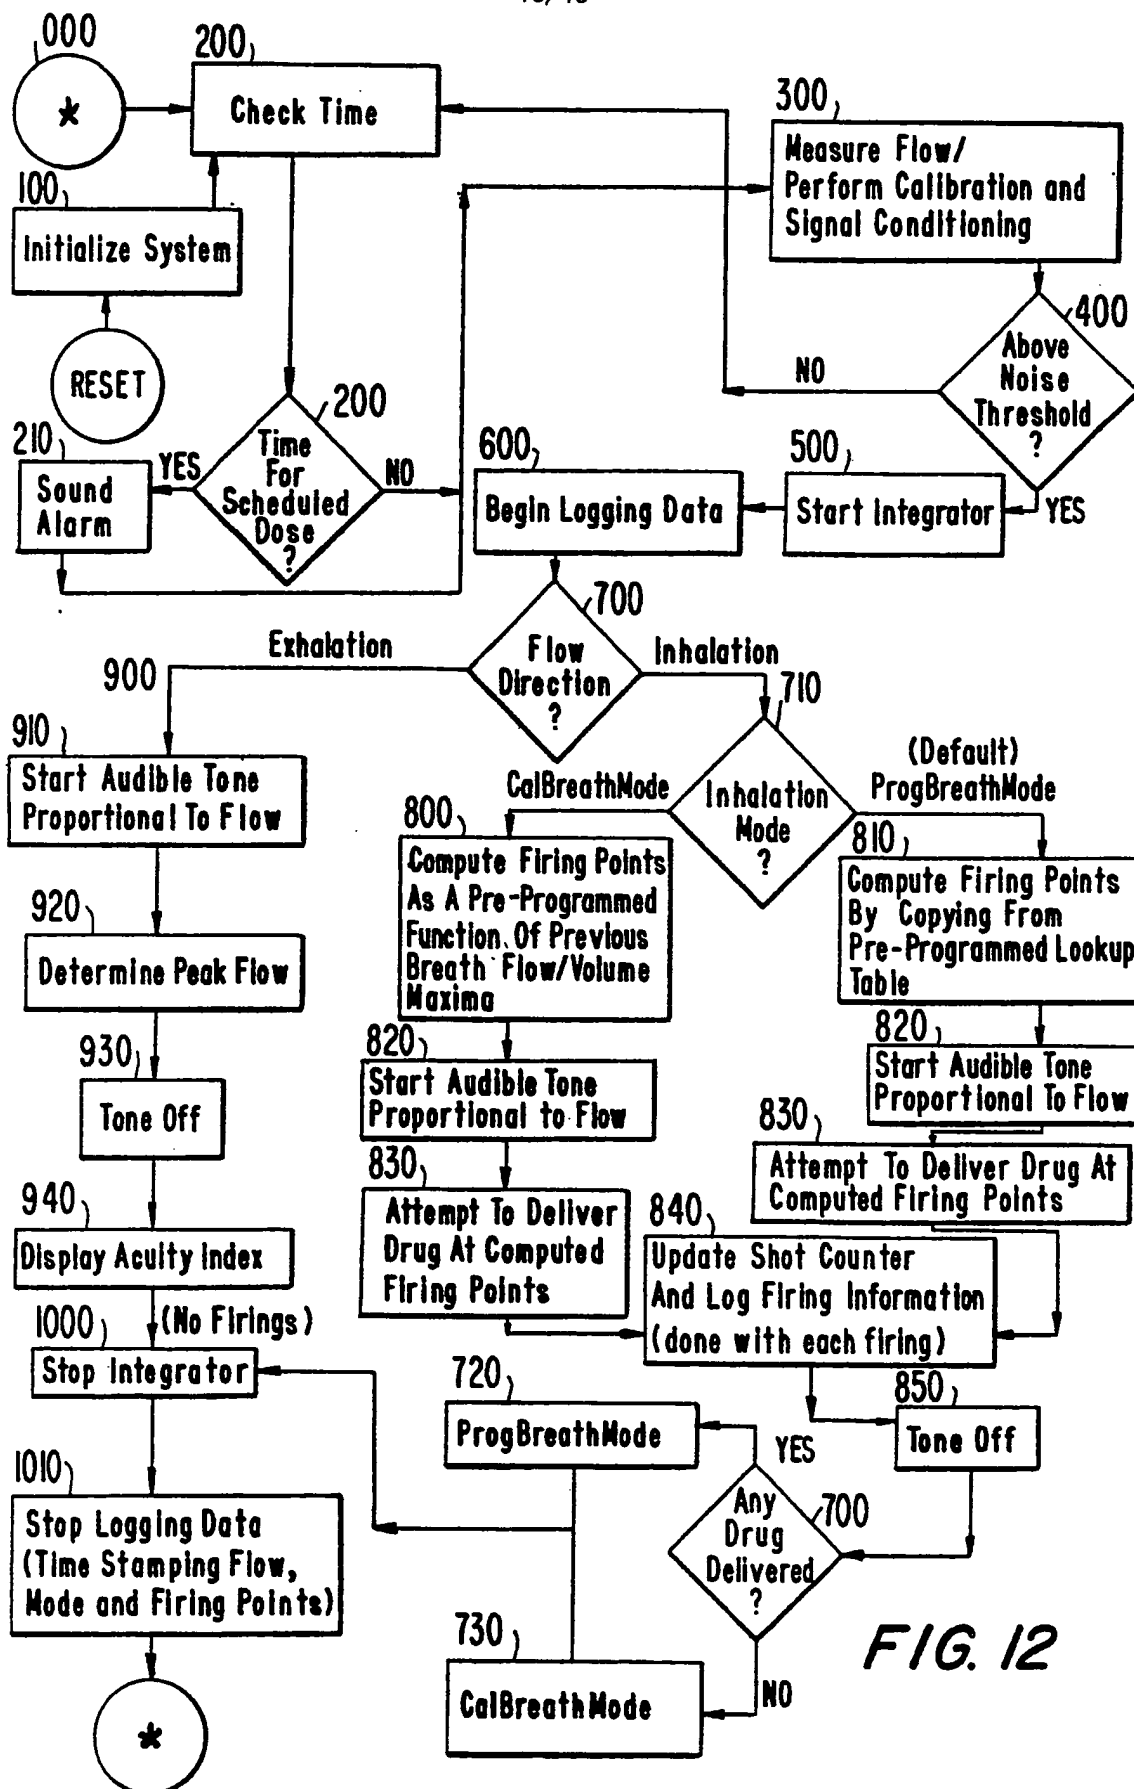 000
*
200
Check Time
300
Measure Flow/
Perform Calibration and
Signal Conditioning
100
Initialize System
RESET
400
Above
Noise
Threshold
?
NO
YES
200
Time
For
Scheduled
Dose
?
YES
NO
210
Sound
Alarm
500
Start Integrator
600
Begin Logging Data
700
Flow
Direction
?
Exhalation
Inhalation
900
710
Inhalation
Mode
?
CalBreathMode
(Default)
ProgBreathMode
910
Start Audible Tone
Proportional To Flow
800
Compute Firing Points
As A Pre-Programmed
Function Of Previous
Breath Flow/Volume
Maxima
810
Compute Firing Points
By Copying From
Pre-Programmed Lookup
Table
920
Determine Peak Flow
820
Start Audible Tone
Proportional to Flow
820
Start Audible Tone
Proportional To Flow
930
Tone Off
830
Attempt To Deliver
Drug At Computed
Firing Points
830
Attempt To Deliver Drug At
Computed Firing Points
940
Display Acuity Index
840
Update Shot Counter
And Log Firing Information
(done with each firing)
(No Firings)
1000
Stop Integrator
720
ProgBreathMode
850
Tone Off
YES
700
Any
Drug
Delivered
?
NO
1010
Stop Logging Data
(Time Stamping Flow,
Mode and Firing Points)
730
CalBreathMode
*
FIG. 12